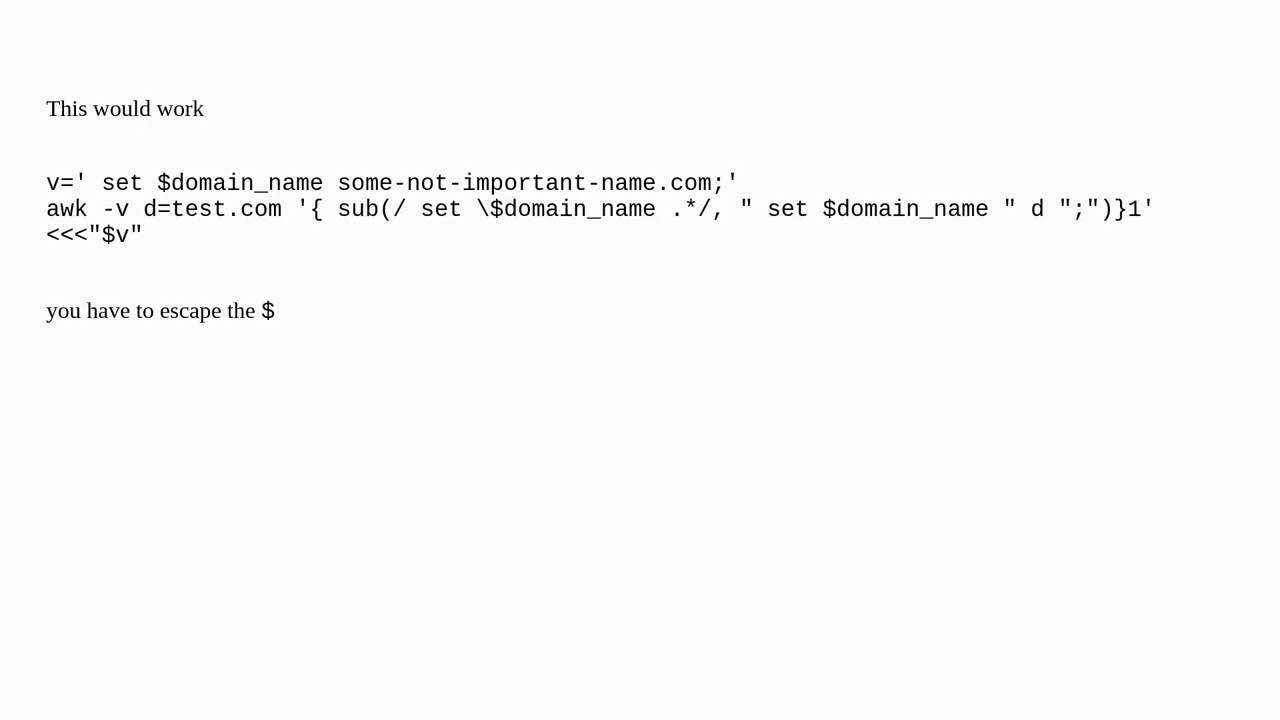 This would work
v=' set $domain_name some-not-important-name.com;'
awk -v d=test.com '{ sub(/ set \$domain_name .*/, " set $domain_name " d ";")}1'
<<<"$v"
you have to escape the $